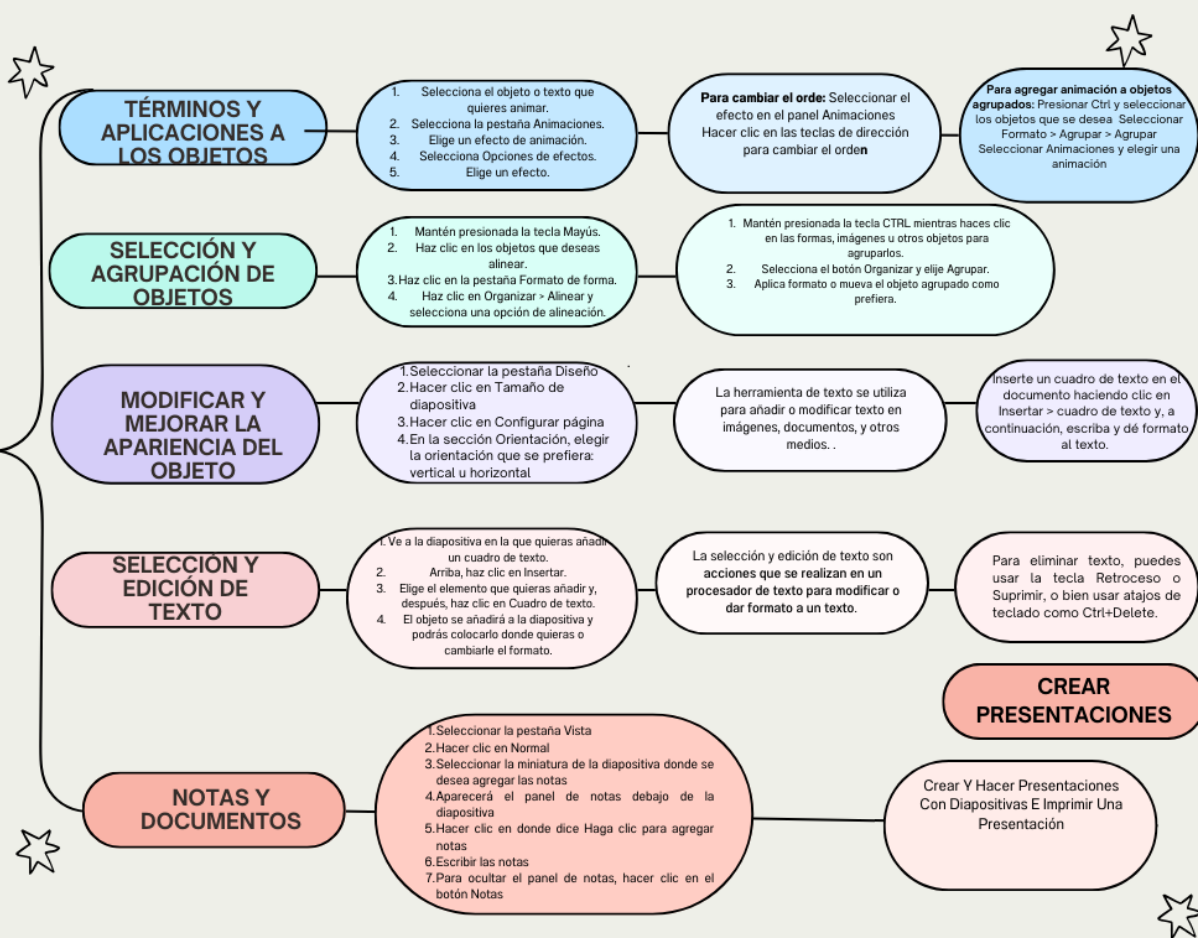 TÉRMINOS Y
APLICACIONES A
LOS OBJETOS
1. Selecciona el objeto o texto que
quieres animar.
2. Selecciona la pestaña Animaciones.
3. Elige un efecto de animación.
4. Selecciona Opciones de efectos.
5. Elige un efecto.
Para cambiar el orde: Seleccionar el
efecto en el panel Animaciones
Hacer clic en las teclas de dirección
para cambiar el orden
Para agregar animación a objetos
agrupados: Presionar Ctrl y seleccionar
los objetos que se desea Seleccionar
Formato > Agrupar > Agrupar
Seleccionar Animaciones y elegir una
animación
SELECCIÓN Y
AGRUPACIÓN DE
OBJETOS
1. Mantén presionada la tecla Mayús.
2. Haz clic en los objetos que deseas
alinear.
3. Haz clic en la pestaña Formato de forma.
4. Haz clic en Organizar > Alinear y
selecciona una opción de alineación.
1. Mantén presionada la tecla CTRL mientras haces clic
en las formas, imágenes u otros objetos para
agruparlos.
2. Selecciona el botón Organizar y elije Agrupar.
3. Aplica formato o mueva el objeto agrupado como
prefiera.
MODIFICAR Y
MEJORAR LA
APARIENCIA DEL
OBJETO
1. Seleccionar la pestaña Diseño
2. Hacer clic en Tamaño de
diapositiva
3. Hacer clic en Configurar página
4. En la sección Orientación, elegir
la orientación que se prefiera:
vertical u horizontal
La herramienta de texto se utiliza
para añadir o modificar texto en
imágenes, documentos, y otros
medios. .
Inserte un cuadro de texto en el
documento haciendo clic en
Insertar > cuadro de texto y, a
continuación, escriba y dé formato
al texto.
SELECCIÓN Y
EDICIÓN DE
TEXTO
1. Ve a la diapositiva en la que quieras añadir
un cuadro de texto.
2. Arriba, haz clic en Insertar.
3. Elige el elemento que quieras añadir y,
después, haz clic en Cuadro de texto.
4. El objeto se añadirá a la diapositiva y
podrás colocarlo donde quieras o
cambiarle el formato.
La selección y edición de texto son
acciones que se realizan en un
procesador de texto para modificar o
dar formato a un texto.
Para eliminar texto, puedes
usar la tecla Retroceso o
Suprimir, o bien usar atajos de
teclado como Ctrl+Delete.
CREAR
PRESENTACIONES
NOTAS Y
DOCUMENTOS
1. Seleccionar la pestaña Vista
2. Hacer clic en Normal
3. Seleccionar la miniatura de la diapositiva donde se
desea agregar las notas
4. Aparecerá el panel de notas debajo de la
diapositiva
5. Hacer clic en donde dice Haga clic para agregar
notas
6. Escribir las notas
7. Para ocultar el panel de notas, hacer clic en el
botón Notas
Crear Y Hacer Presentaciones
Con Diapositivas E Imprimir Una
Presentación